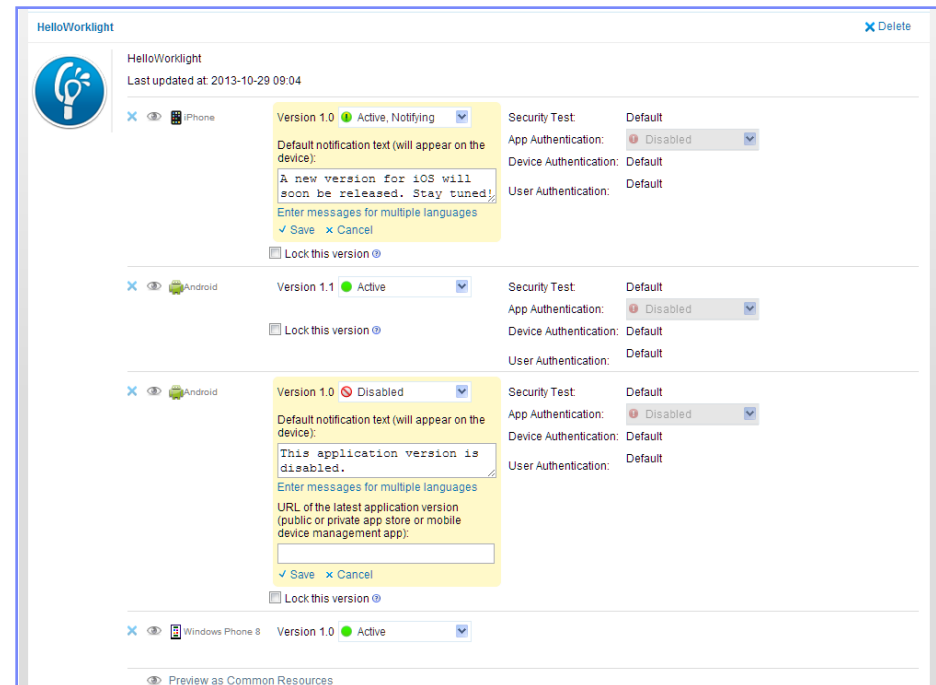 HelloWorklight
Delete
HelloWorklight
Last updated at: 2013-10-29 09:04
iPhone
Version 1.0 Active, Notifying
Default notification text (will appear on the
device):
A new version for iOS will
soon be released. Stay tuned!
Enter messages for multiple languages
Save Cancel
Lock this version
Security Test: Default
App Authentication: Disabled
Device Authentication: Default
User Authentication: Default
Android
Version 1.1 Active
Lock this version
Security Test: Default
App Authentication: Disabled
Device Authentication: Default
User Authentication: Default
Android
Version 1.0 Disabled
Default notification text (will appear on the
device):
This application version is
disabled.
Enter messages for multiple languages
URL of the latest application version
(public or private app store or mobile
device management app):
Save Cancel
Lock this version
Security Test: Default
App Authentication: Disabled
Device Authentication: Default
User Authentication: Default
Windows Phone 8
Version 1.0 Active
Preview as Common Resources